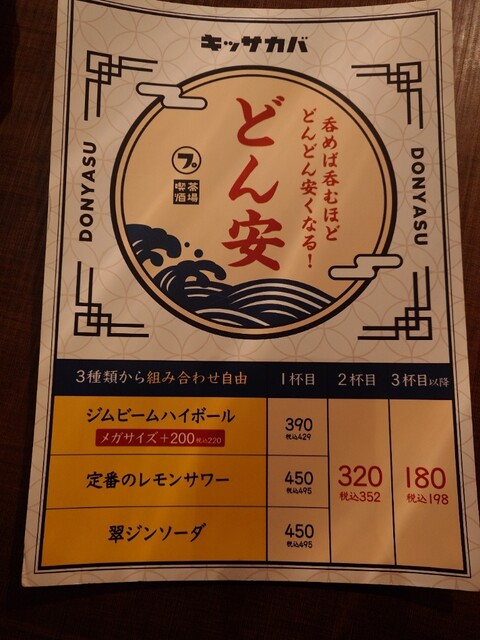 キッサカバ
DONYASU
DONYASU
呑めば呑むほど
どんどん安くなる!
どん安
プ。
喫茶
酒場
3種類から組み合わせ自由
1杯目
2杯目
3杯目以降
ジムビームハイボール
メガサイズ+200税込220
390
税込429
定番のレモンサワー
450
税込495
翠ジンソーダ
450
税込495
320
税込352
180
税込198